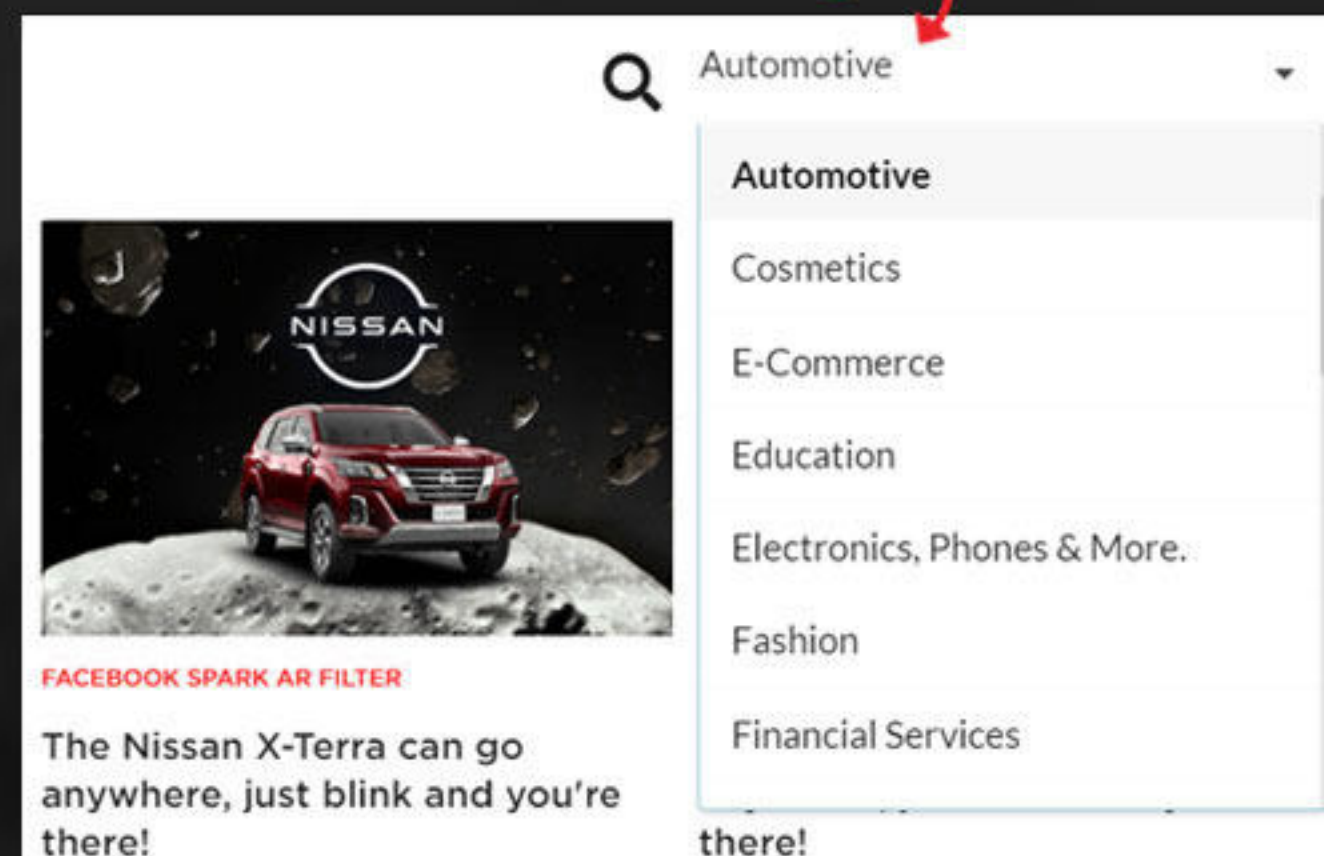 Automotive
Automotive
Cosmetics
E-Commerce
Education
Electronics, Phones & More.
Fashion
Financial Services
NISSAN
FACEBOOK SPARK AR FILTER
The Nissan X-Terra can go
anywhere, just blink and you're
there!
there!